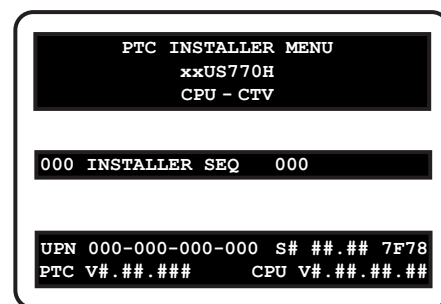 PTC INSTALLER MENU
xxUS770H
CPU – CTV
000 INSTALLER SEQ 000
UPN 000-000-000-000 S# ##.## 7F78
PTC V#.##.### CPU V#.##.##.##